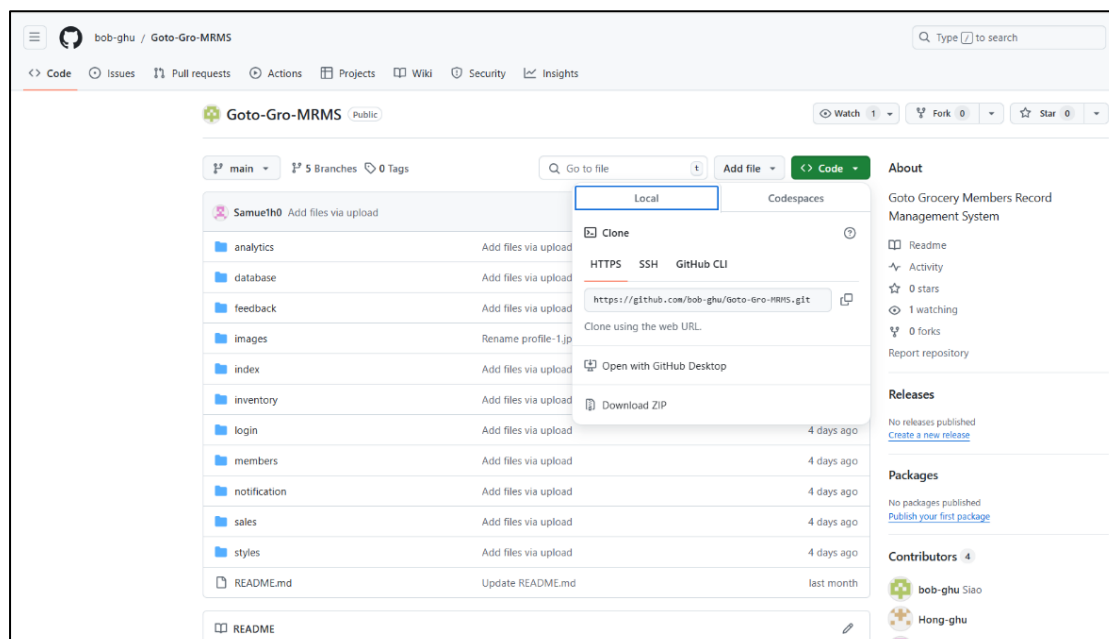 bob-ghu / Goto-Gro-MRMS
Type / to search
Code Issues Pull requests Actions Projects Wiki Security Insights
Goto-Gro-MRMS Public
Watch 1 Fork 0 Star 0
main 5 Branches 0 Tags Go to file t Add file Code
About
Goto Grocery Members Record
Management System
Readme
Activity
0 stars
1 watching
0 forks
Report repository
Releases
No releases published
Create a new release
Packages
No packages published
Publish your first package
Contributors 4
bob-ghu Siao
Hong-ghu
Local Codespaces
Clone
HTTPS SSH GitHub CLI
https://github.com/bob-ghu/Goto-Gro-MRMS.git
Clone using the web URL.
Open with GitHub Desktop
Download ZIP
Samue1h0 Add files via upload
analytics Add files via upload
database Add files via upload
feedback Add files via upload
images Rename profile-1.jp
index Add files via upload
inventory Add files via upload
login Add files via upload 4 days ago
members Add files via upload 4 days ago
notification Add files via upload 4 days ago
sales Add files via upload 4 days ago
styles Add files via upload 4 days ago
README.md Update README.md last month
README